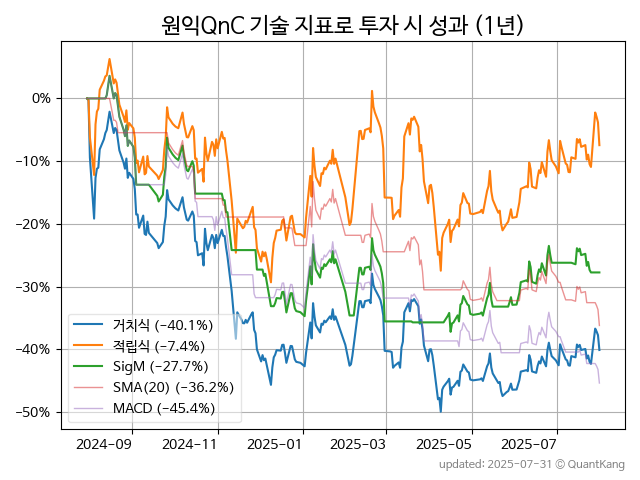 원익QnC 기술 지표로 투자 시 성과 (1년)
0%
−10%
−20%
−30%
−40%
−50%
거치식 (−40.1%)
적립식 (−7.4%)
SigM (−27.7%)
SMA(20) (−36.2%)
MACD (−45.4%)
2024-09
2024-11
2025-01
2025-03
2025-05
2025-07
updated: 2025-07-31 © QuantKang